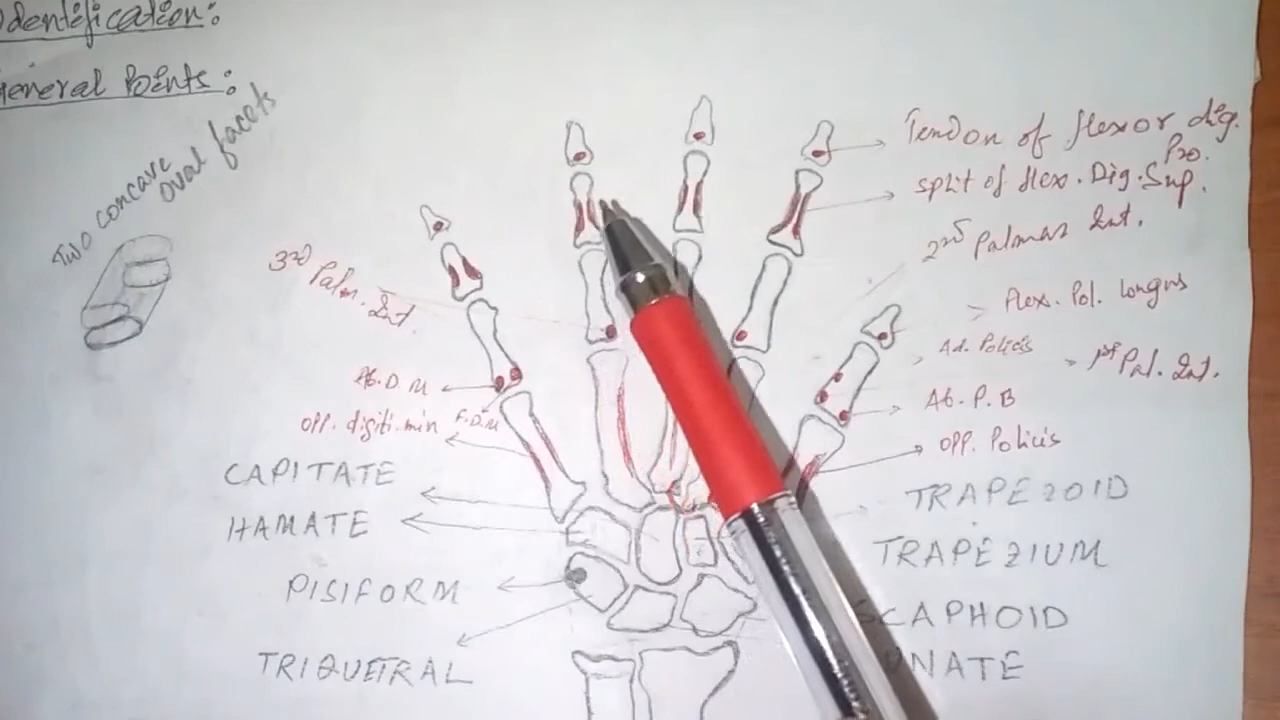 Identification:
General Points:
Two concave
oval facets
Tendon of flexor dig.
Pro.
split of flex. Dig. Sup.
2nd Palmar Int.
3rd Palm. Int.
Flex. Pol. Longus
Ad. Policis
1st Pal. Int.
Ab. D. M
Ab. P. B
Opp. digiti. min
F.D.M
Opp. Policis
CAPITATE
TRAPEZOID
HAMATE
TRAPEZIUM
PISIFORM
SCAPHOID
TRIQUETRAL
UNATE